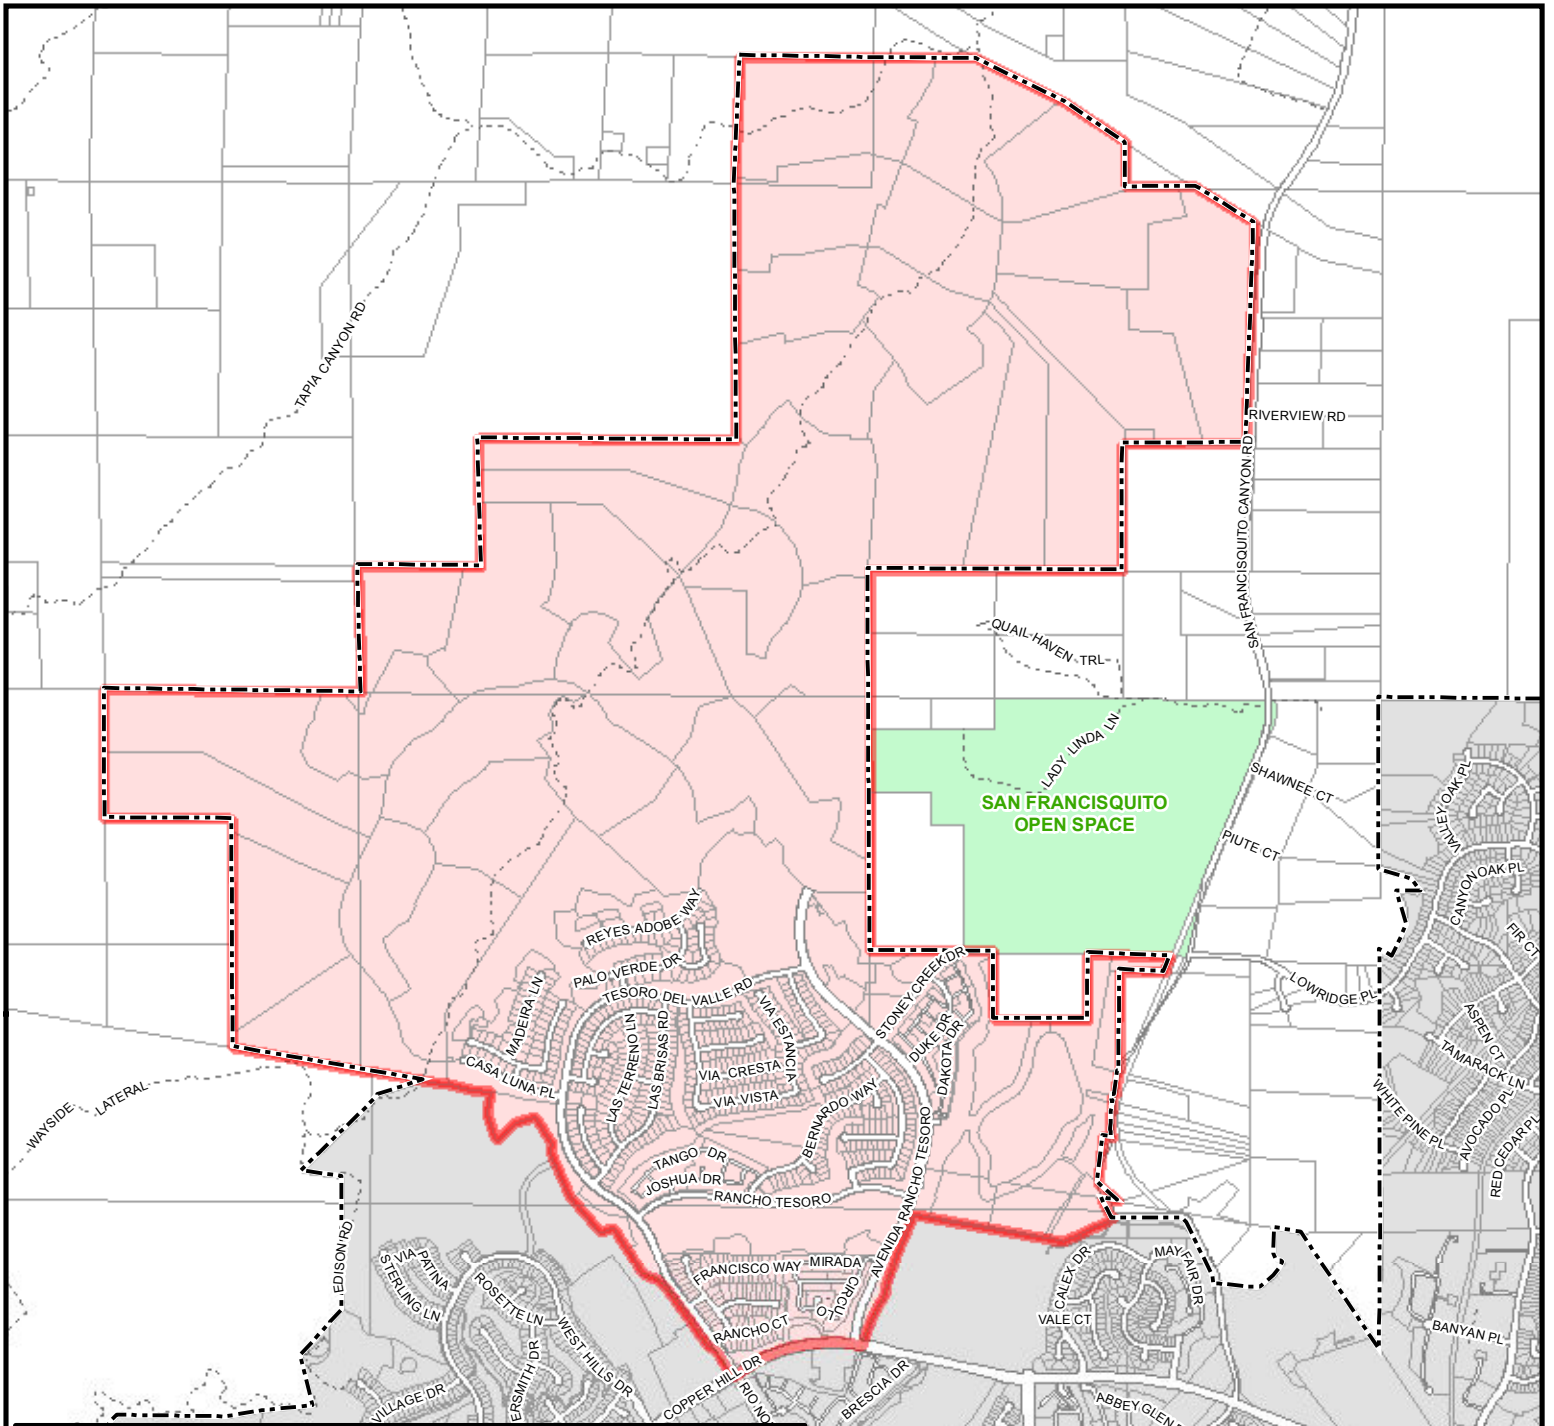 TAPIA CANYON RD
RIVERVIEW RD
SAN FRANCISQUITO CANYON RD
QUAIL HAVEN TRL
LADY LINDA LN
SAN FRANCISQUITO
OPEN SPACE
SHAWNEE CT
PIUTE CT
VALLEY OAK PL
CANYON OAK PL
FIR CT
REYES ADOBE WAY
PALO VERDE DR
TESORO DEL VALLE RD
MADEIRA LN
VIA ESTANCIA
STONEY CREEK DR
LOWRIDGE PL
ASPEN CT
DUKE DR
DAKOTA DR
LAS TERRENO LN
LAS BRISAS RD
CASA LUNA PL
VIA CRESTA
VIA VISTA
TAMARACK LN
WAYSIDE LATERAL
BERNARDO WAY
WHITE PINE PL
AVOCADO PL
RED CEDAR PL
TANGO DR
JOSHUA DR
RANCHO TESORO
AVENIDA RANCHO TESORO
EDISON RD
VIA PATINA
STERLING LN
ROSETTE LN
WEST HILLS DR
FRANCISCO WAY
MIRADA
CIRCULO
RANCHO CT
CALEX DR
MAYFAIR DR
VALE CT
BANYAN PL
VILLAGE DR
ERSMITH DR
COPPER HILL DR
RIO NO
BRESCIA DR
ABBEY GLEN